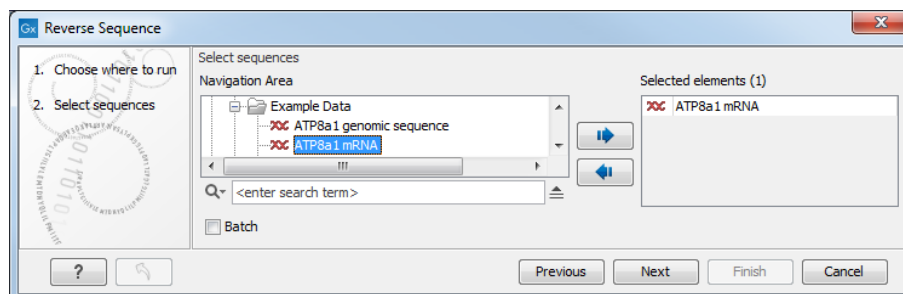 Gx Reverse Sequence
1. Choose where to run
2. Select sequences
Select sequences
Navigation Area
Example Data
ATP8a1 genomic sequence
ATP8a1 mRNA
<enter search term>
Batch
Selected elements (1)
ATP8a1 mRNA
?
Previous
Next
Finish
Cancel